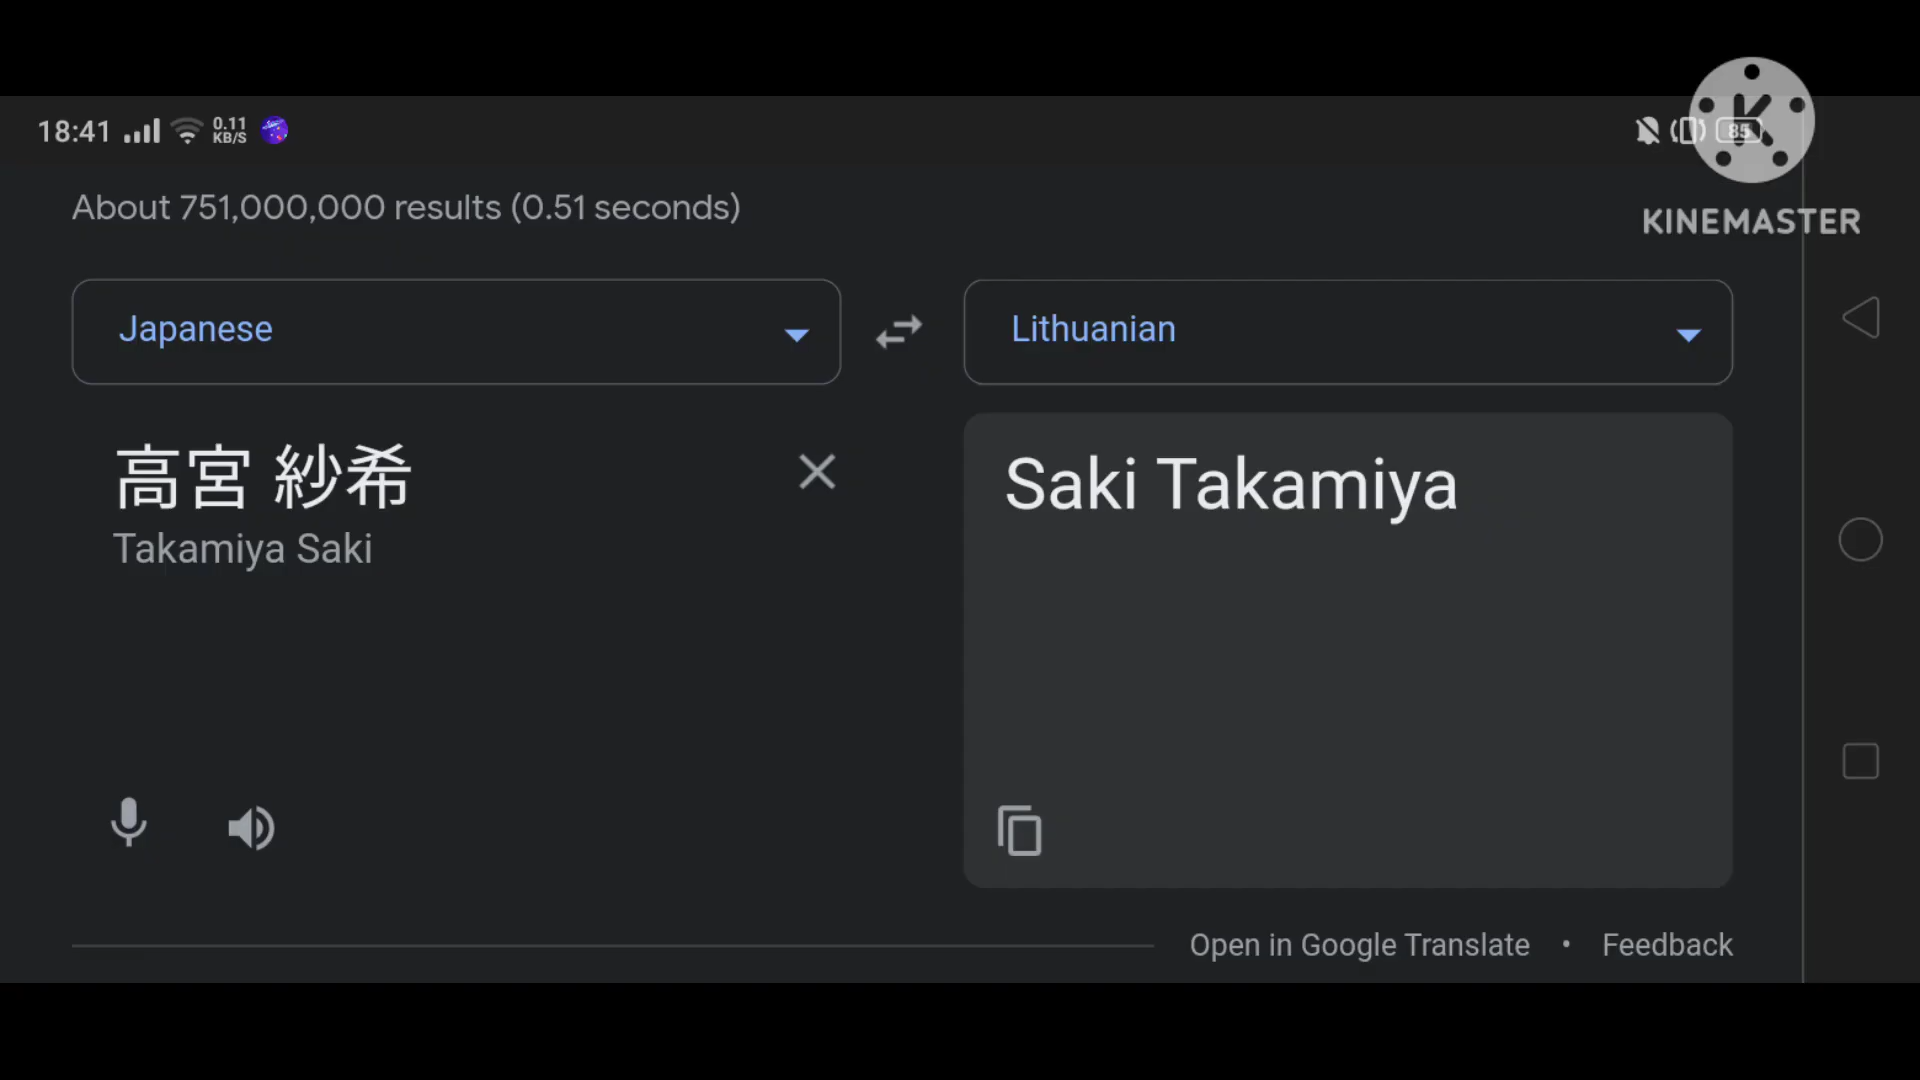 18:41 0.11 KB/S 85
KINEMASTER
About 751,000,000 results (0.51 seconds)
Japanese Lithuanian
高宮 紗希 Saki Takamiya
Takamiya Saki
Open in Google Translate • Feedback